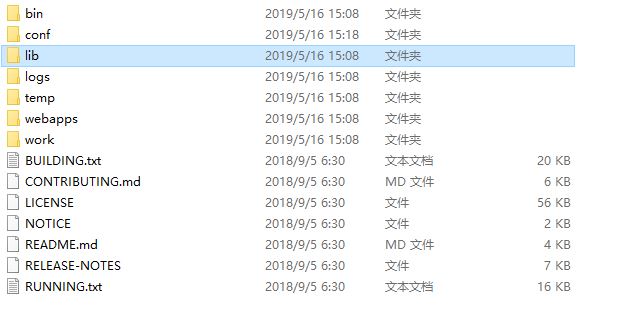 bin 2019/5/16 15:08 文件夹
conf 2019/5/16 15:18 文件夹
lib 2019/5/16 15:08 文件夹
logs 2019/5/16 15:08 文件夹
temp 2019/5/16 15:08 文件夹
webapps 2019/5/16 15:08 文件夹
work 2019/5/16 15:08 文件夹
BUILDING.txt 2018/9/5 6:30 文本文档 20 KB
CONTRIBUTING.md 2018/9/5 6:30 MD 文件 6 KB
LICENSE 2018/9/5 6:30 文件 56 KB
NOTICE 2018/9/5 6:30 文件 2 KB
README.md 2018/9/5 6:30 MD 文件 4 KB
RELEASE-NOTES 2018/9/5 6:30 文件 7 KB
RUNNING.txt 2018/9/5 6:30 文本文档 16 KB